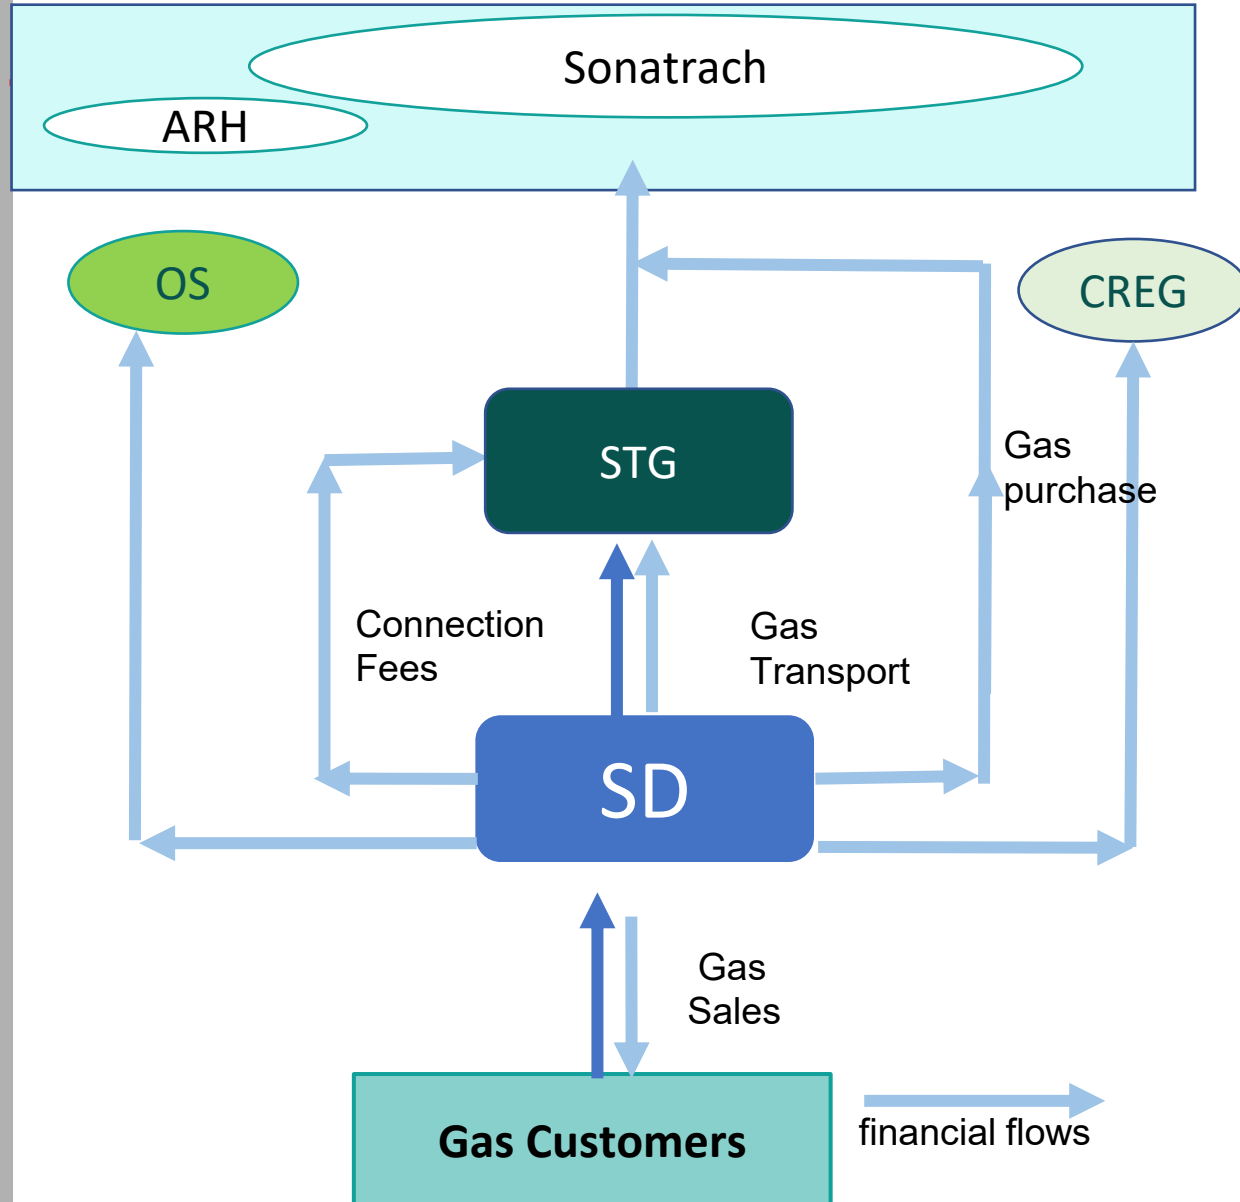 Sonatrach
ARH
OS
CREG
Gas
purchase
STG
Connection
Fees
Gas
Transport
SD
Gas
Sales
Gas Customers
financial flows